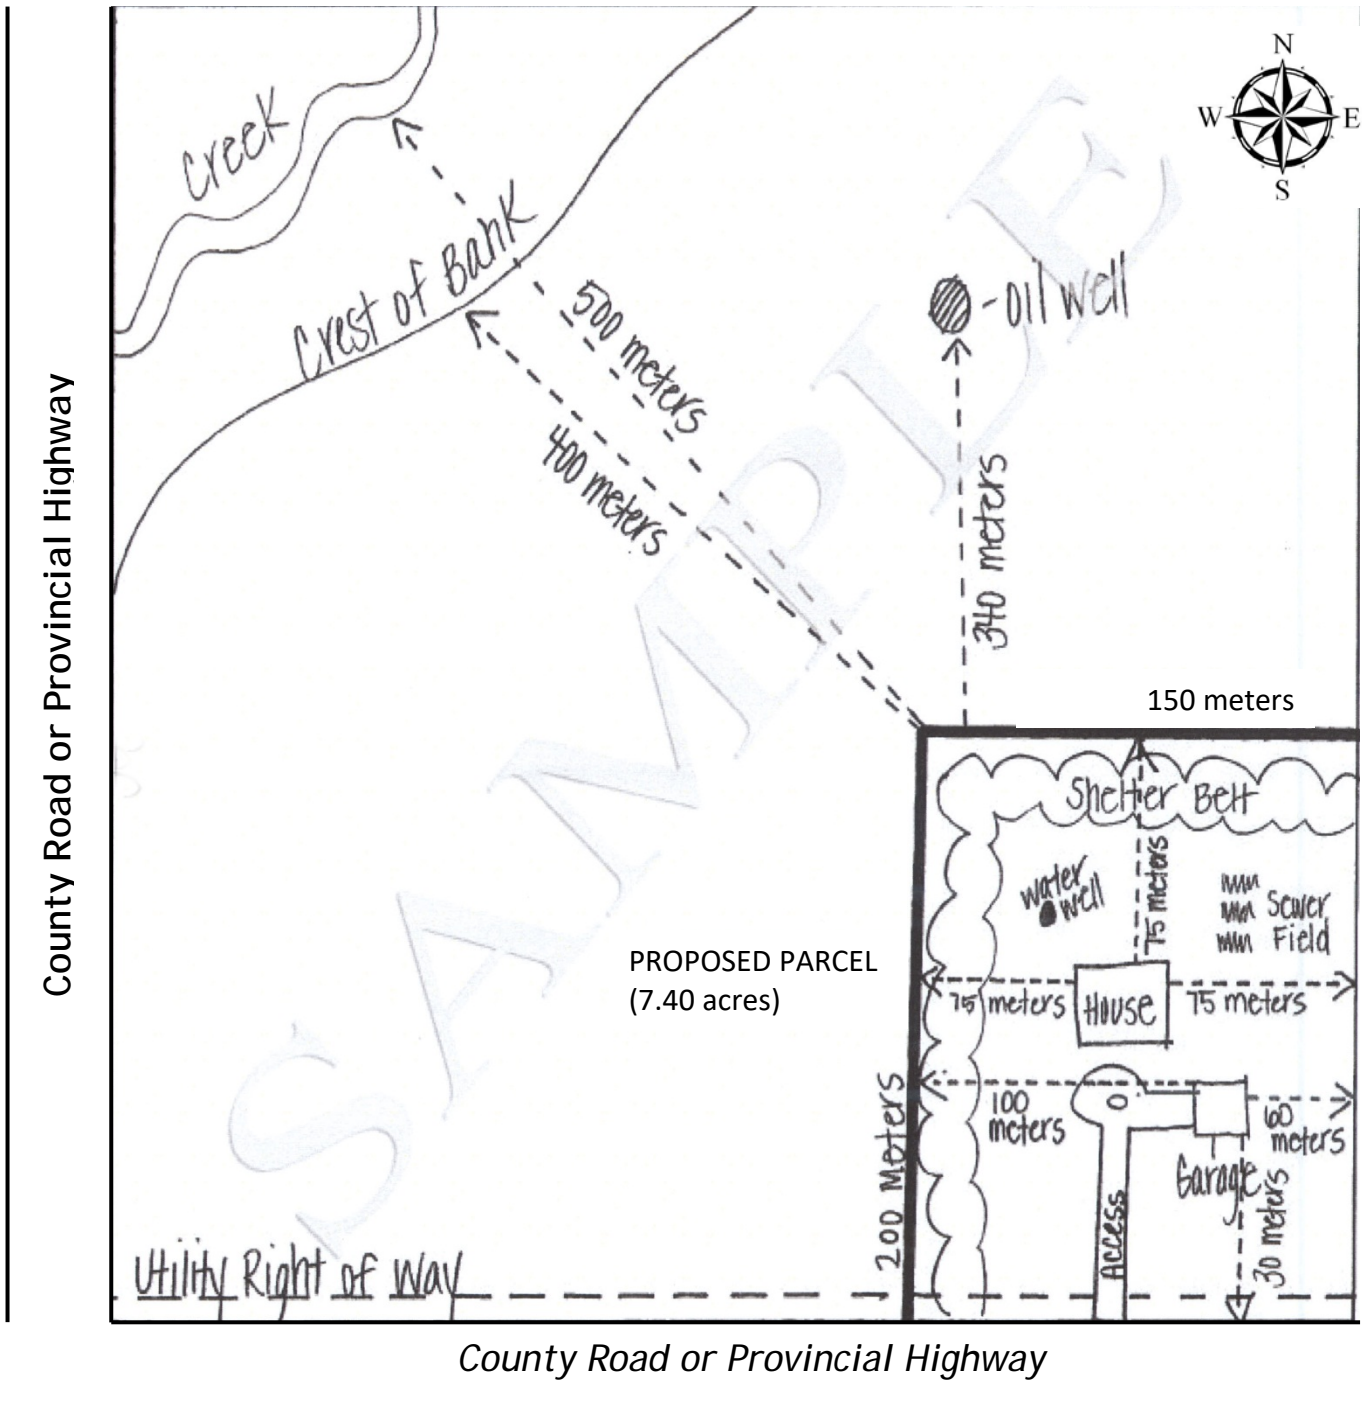 N
W E
S
Creek
Crest of Bank
500 meters
400 meters
- oil well
340 meters
150 meters
SAMPLE
County Road or Provincial Highway
Shelter Belt
water
well
75 meters
Sewer
Field
PROPOSED PARCEL
(7.40 acres)
75 meters
House
75 meters
200 Meters
100
meters
60
meters
Garage
30 meters
Access
Utility Right of Way
County Road or Provincial Highway